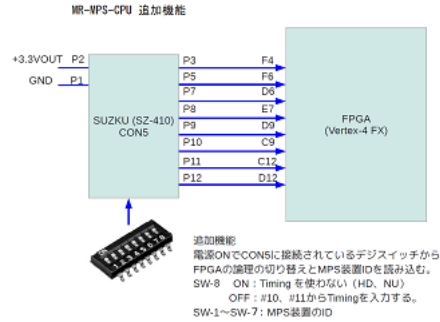 MR-MPS-CPU 追加機能
+3.3VOUT P2
GND P1
SUZKU (SZ-410)
CON5
P3 F4
P5 F6
P7 D6
P8 E7
P9 D9
P10 C9
P11 C12
P12 D12
FPGA
(Vertex-4 FX)
追加機能
電源ONでCON5に接続されているデジスイッチから
FPGAの論理の切り替えとMPS装置IDを読み込む。
SW-8 ON：Timing を使わない（HD、NU）
OFF：#10、#11からTimingを入力する。
SW-1～SW-7：MPS装置のID